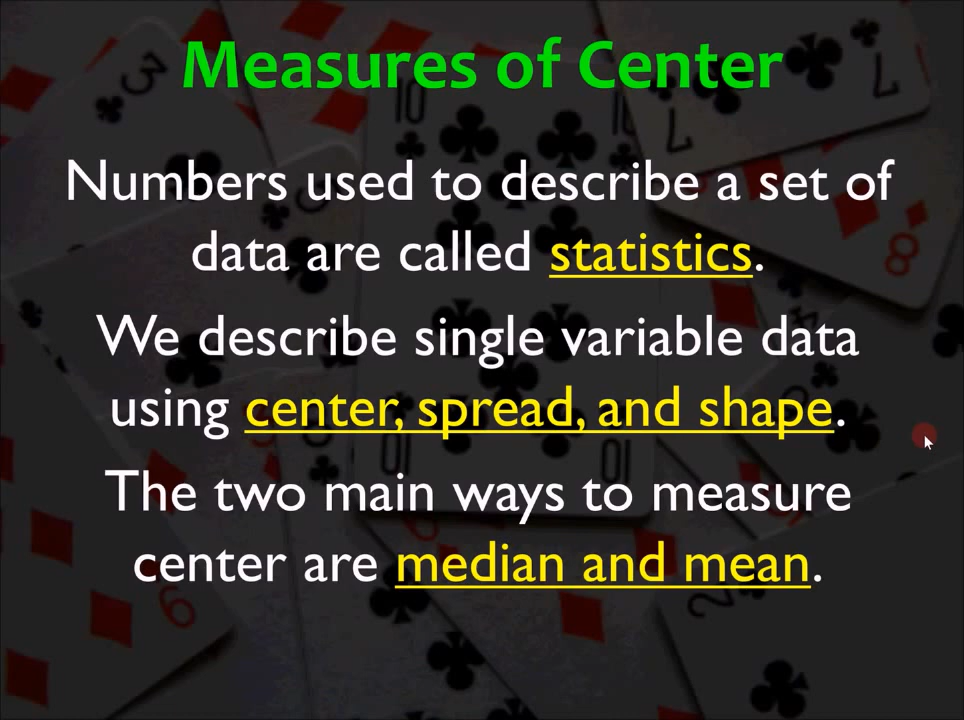 Measures of Center
Numbers used to describe a set of
data are called statistics.
We describe single variable data
using center, spread, and shape.
The two main ways to measure
center are median and mean.